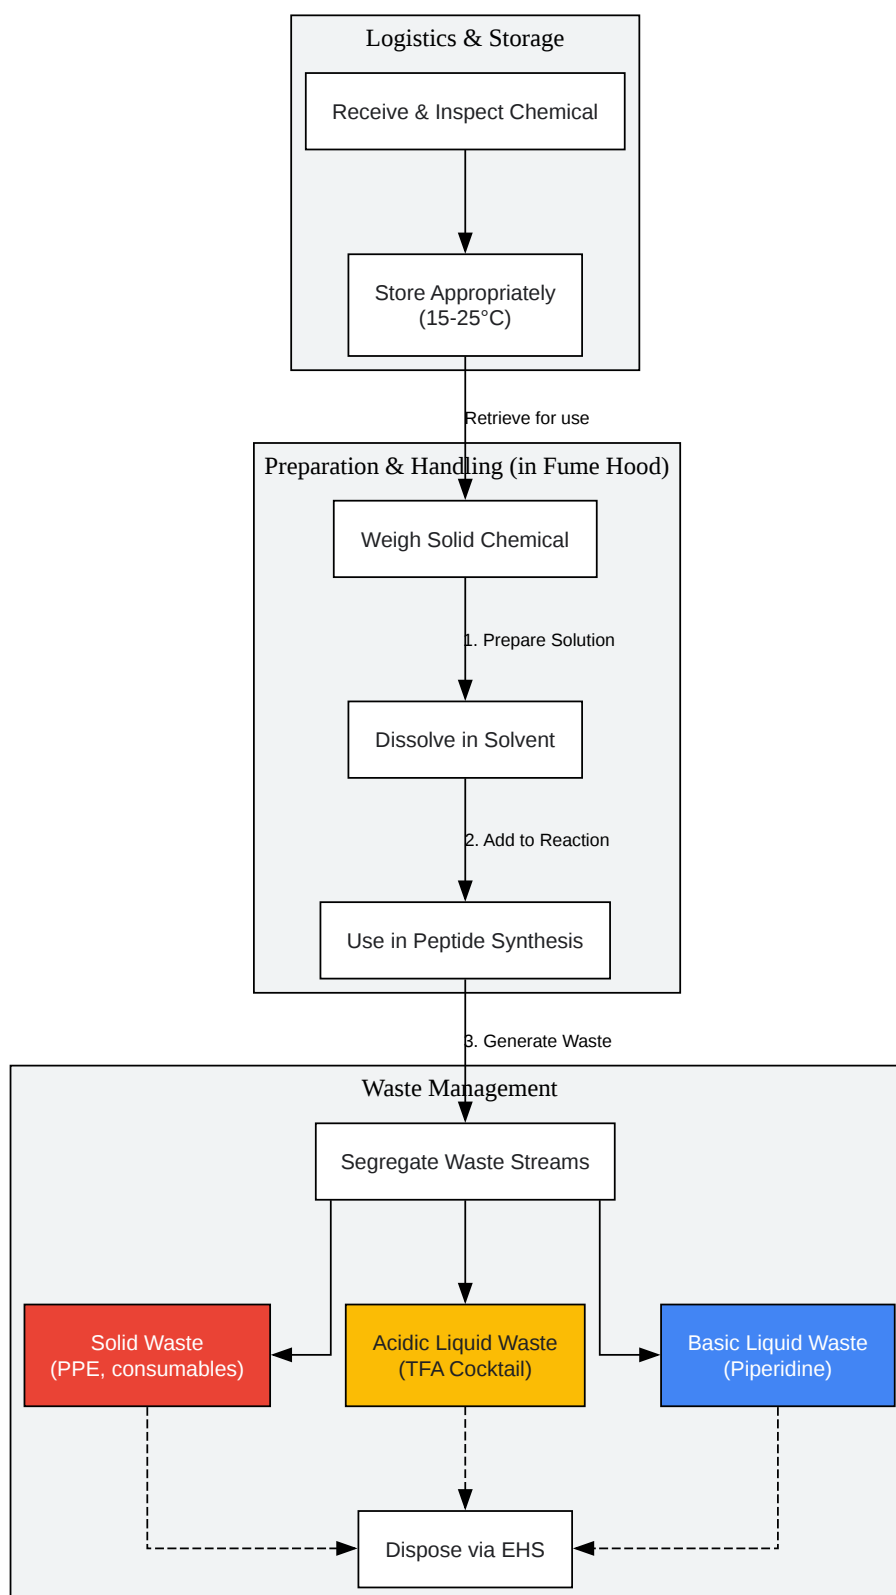 Logistics & Storage
Receive & Inspect Chemical
Store Appropriately
(15-25°C)
Retrieve for use
Preparation & Handling (in Fume Hood)
Weigh Solid Chemical
1. Prepare Solution
Dissolve in Solvent
2. Add to Reaction
Use in Peptide Synthesis
3. Generate Waste
Waste Management
Segregate Waste Streams
Solid Waste
(PPE, consumables)
Acidic Liquid Waste
(TFA Cocktail)
Basic Liquid Waste
(Piperidine)
Dispose via EHS